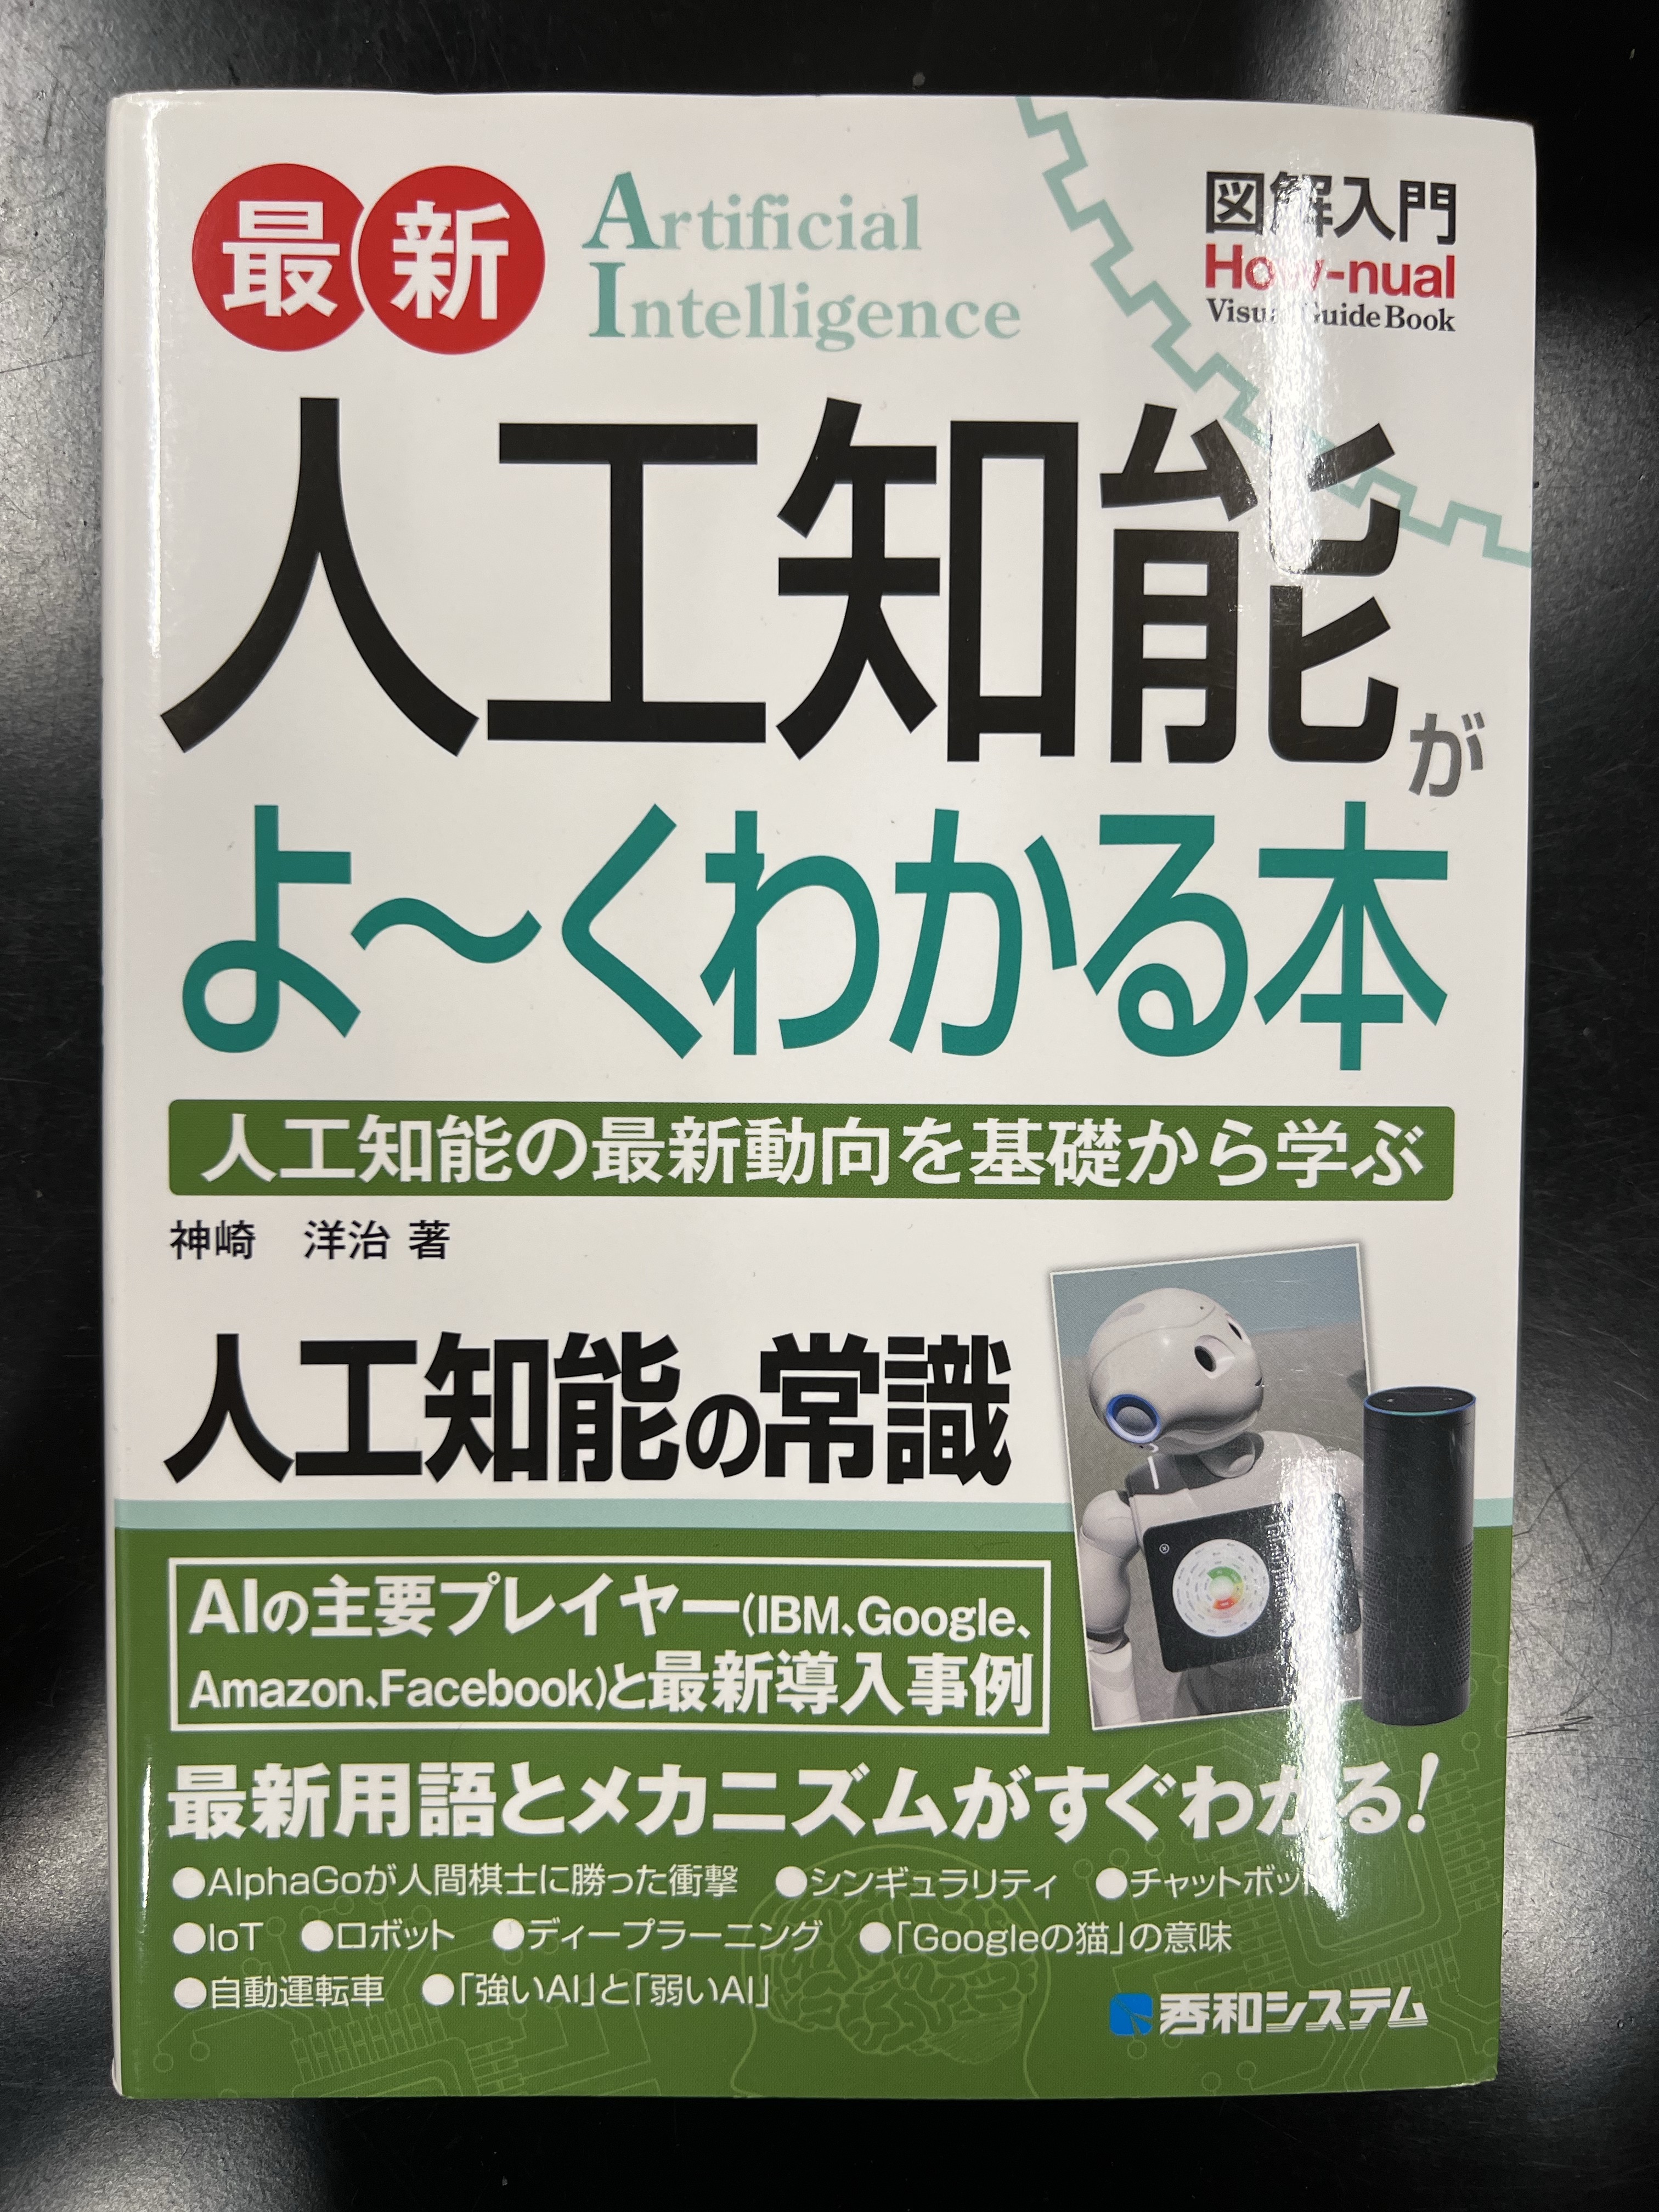 最新
Artificial
Intelligence
図解入門
How-nual
Visual Guide Book
人工知能が
よ〜くわかる本
人工知能の最新動向を基礎から学ぶ
神崎　洋治 著
人工知能の常識
AIの主要プレイヤー(IBM、Google、
Amazon、Facebook)と最新導入事例
最新用語とメカニズムがすぐわかる!
●AlphaGoが人間棋士に勝った衝撃　●シンギュラリティ　●チャットボット
●IoT　●ロボット　●ディープラーニング　●「Googleの猫」の意味
●自動運転車　●「強いAI」と「弱いAI」
秀和システム